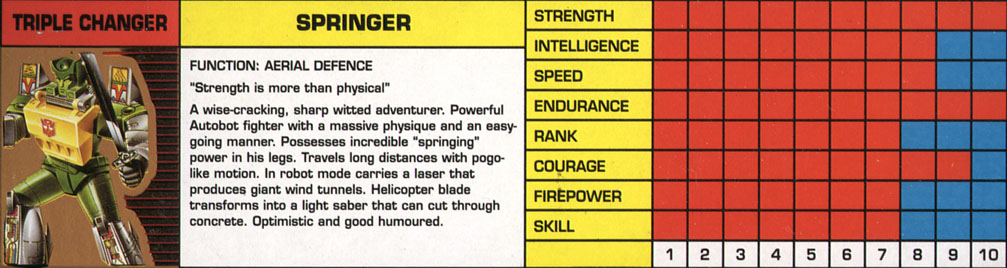 TRIPLE CHANGER
SPRINGER
FUNCTION: AERIAL DEFENCE
"Strength is more than physical"
A wise-cracking, sharp witted adventurer. Powerful
Autobot fighter with a massive physique and an easy-
going manner. Possesses incredible "springing"
power in his legs. Travels long distances with pogo-
like motion. In robot mode carries a laser that
produces giant wind tunnels. Helicopter blade
transforms into a light saber that can cut through
concrete. Optimistic and good humoured.
STRENGTH
INTELLIGENCE
SPEED
ENDURANCE
RANK
COURAGE
FIREPOWER
SKILL
1 2 3 4 5 6 7 8 9 10